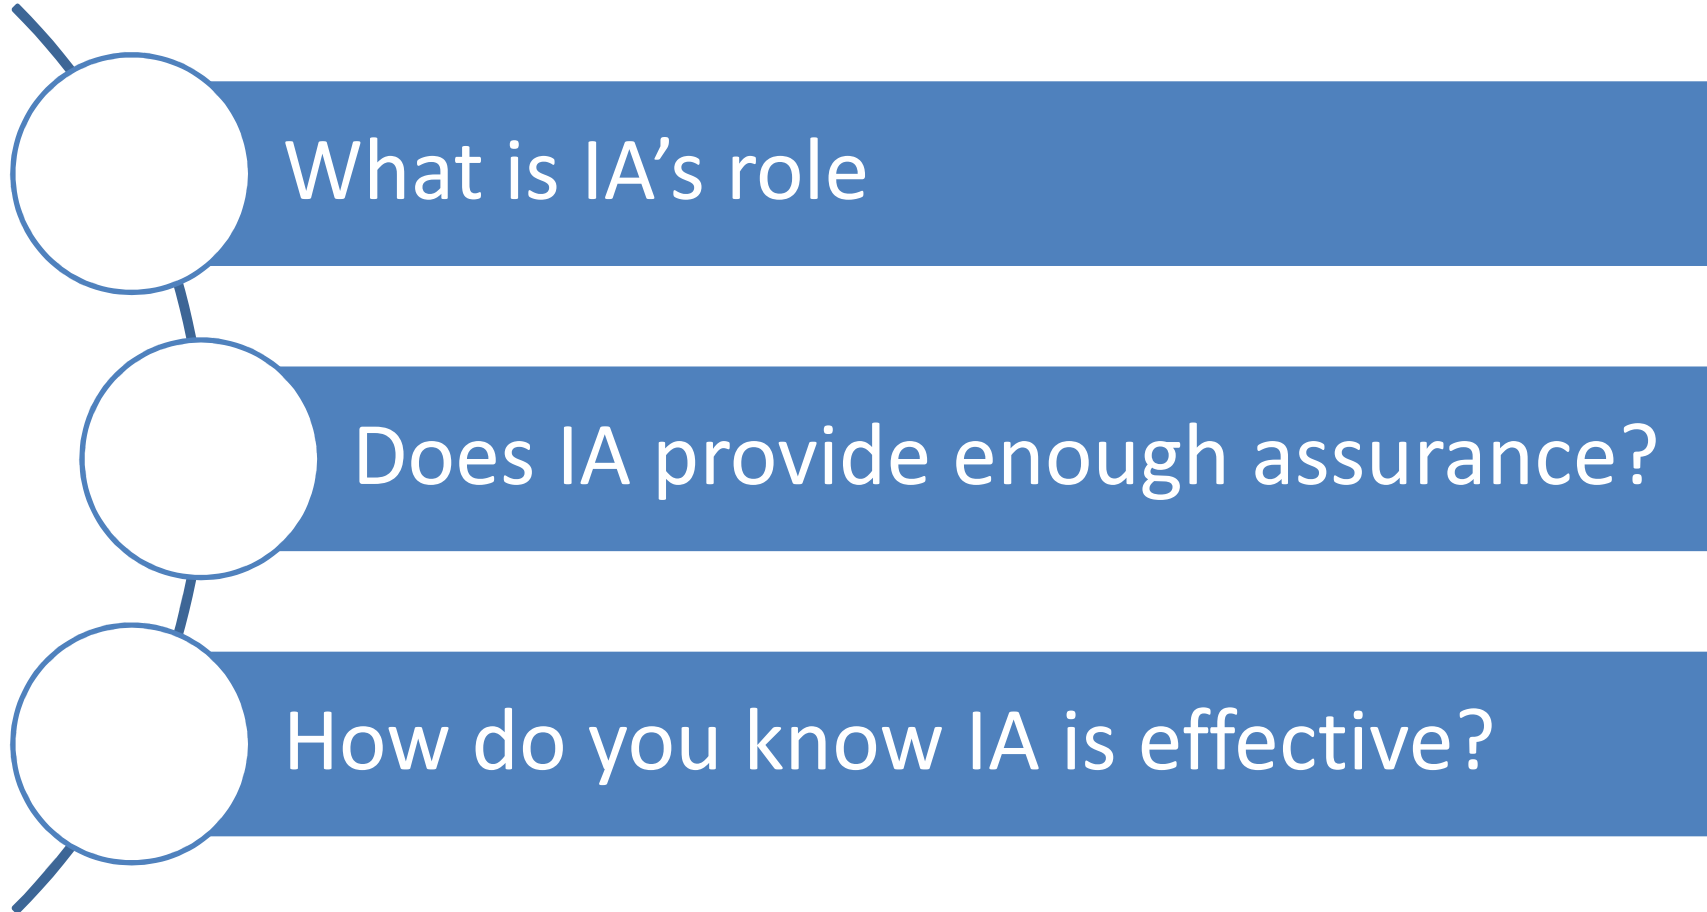 What is IA’s role
Does IA provide enough assurance?
How do you know IA is effective?